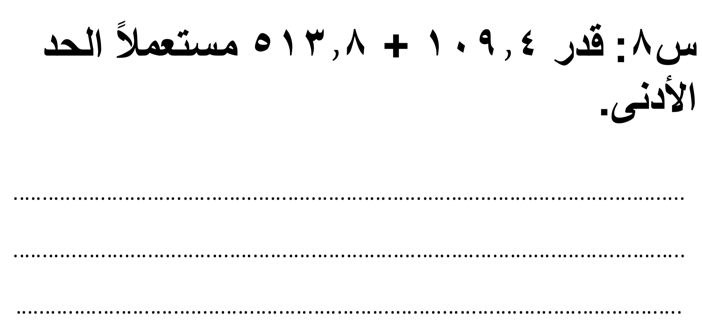 س٨: قدر ١٠٩,٤ + ٥١٣,٨ مستعملاً الحد
الأدنى.